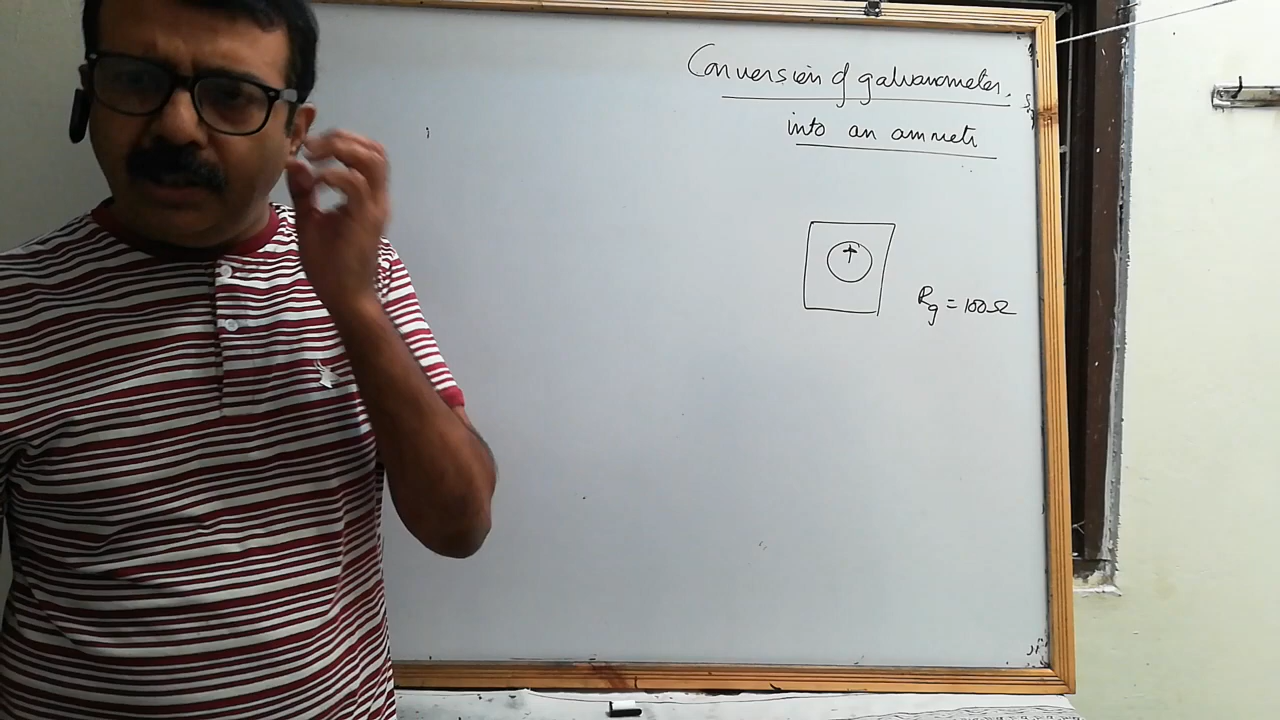 Conversion of galvanometer
into an ammeter
Rg = 100Ω